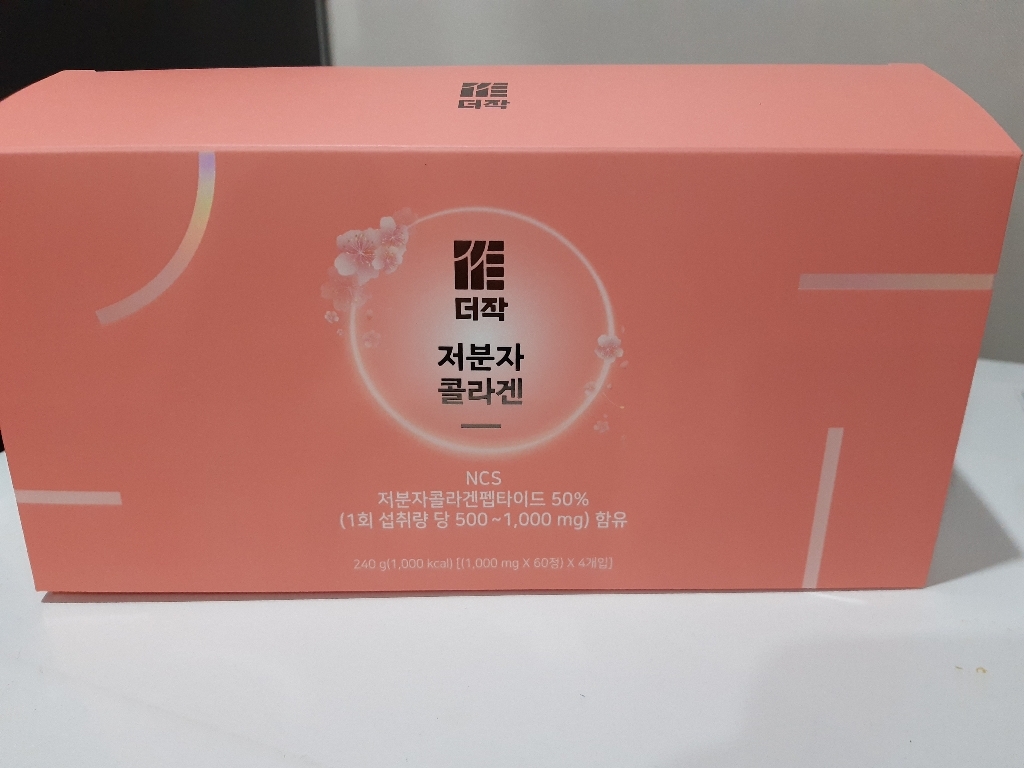 더작
더작
저분자
콜라겐
NCS
저분자콜라겐펩타이드 50%
(1회 섭취량 당 500~1,000 mg) 함유
240 g(1,000 kcal) [(1,000 mg X 60정) X 4개입]